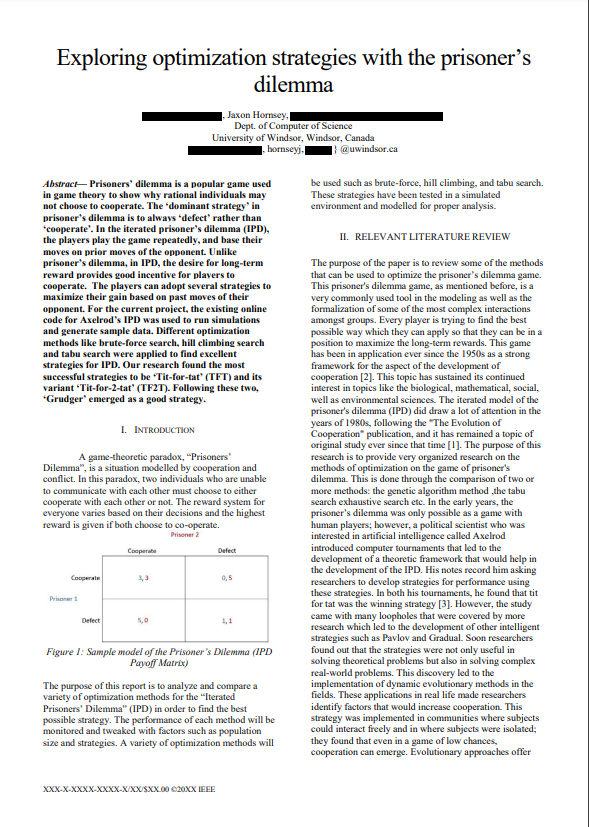 Exploring optimization strategies with the prisoner's
dilemma
, Jaxon Hornsey,
Dept. of Computer of Science
University of Windsor, Windsor, Canada
, hornseyj, } @uwindsor.ca
Abstract— Prisoners' dilemma is a popular game used
in game theory to show why rational individuals may
not choose to cooperate. The 'dominant strategy' in
prisoner's dilemma is to always 'defect' rather than
'cooperate'. In the iterated prisoner's dilemma (IPD),
the players play the game repeatedly, and base their
moves on prior moves of the opponent. Unlike
prisoner's dilemma, in IPD, the desire for long-term
reward provides good incentive for players to
cooperate. The players can adopt several strategies to
maximize their gain based on past moves of their
opponent. For the current project, the existing online
code for Axelrod's IPD was used to run simulations
and generate sample data. Different optimization
methods like brute-force search, hill climbing search
and tabu search were applied to find excellent
strategies for IPD. Our research found the most
successful strategies to be 'Tit-for-tat' (TFT) and its
variant 'Tit-for-2-tat' (TF2T). Following these two,
'Grudger' emerged as a good strategy.
I. INTRODUCTION
A game-theoretic paradox, "Prisoners'
Dilemma", is a situation modelled by cooperation and
conflict. In this paradox, two individuals who are unable
to communicate with each other must choose to either
cooperate with each other or not. The reward system for
everyone varies based on their decisions and the highest
reward is given if both choose to co-operate.
Prisoner 2
Cooperate Defect
Cooperate 3, 3 0, 5
Prisoner 1
Defect 5, 0 1, 1
Figure 1: Sample model of the Prisoner's Dilemma (IPD
Payoff Matrix)
The purpose of this report is to analyze and compare a
variety of optimization methods for the "Iterated
Prisoners' Dilemma" (IPD) in order to find the best
possible strategy. The performance of each method will be
monitored and tweaked with factors such as population
size and strategies. A variety of optimization methods will
be used such as brute-force, hill climbing, and tabu search.
These strategies have been tested in a simulated
environment and modelled for proper analysis.
II. RELEVANT LITERATURE REVIEW
The purpose of the paper is to review some of the methods
that can be used to optimize the prisoner's dilemma game.
This prisoner's dilemma game, as mentioned before, is a
very commonly used tool in the modeling as well as the
formalization of some of the most complex interactions
amongst groups. Every player is trying to find the best
possible way which they can apply so that they can be in a
position to maximize the long-term rewards. This game
has been in application ever since the 1950s as a strong
framework for the aspect of the development of
cooperation [2]. This topic has sustained its continued
interest in topics like the biological, mathematical, social,
well as environmental sciences. The iterated model of the
prisoner's dilemma (IPD) did draw a lot of attention in the
years of 1980s, following the "The Evolution of
Cooperation" publication, and it has remained a topic of
original study ever since that time [1]. The purpose of this
research is to provide very organized research on the
methods of optimization on the game of prison's
dilemma. This is done through the comparison of two or
more methods: the genetic algorithm method ,the tabu
search exhaustive search etc. In the early years, the
prisoner's dilemma was only possible as a game with
human players; however, a political scientist who was
interested in artificial intelligence called Axelrod
introduced computer tournaments that led to the
development of a theoretic framework that would help in
the development of the IPD. His notes record him asking
researchers to develop strategies for performance using
these strategies. In both his tournaments, he found that tit
for tat was the winning strategy [3]. However, the study
came with many loopholes that were covered by more
research which led to the development of other intelligent
strategies such as Pavlov and Gradual. Soon researchers
found out that the strategies were not only useful in
solving theoretical problems but also in solving complex
real-world problems. This discovery led to the
implementation of dynamic evolutionary methods in the
fields. These applications in real life made researchers
identify factors that would increase cooperation. This
strategy was implemented in communities where subjects
could interact freely and in where subjects were isolated;
they found that even in a game of low chances,
cooperation can emerge. Evolutionary approaches offer
XXX-X-XXXX-XXXX-X/XX/$XX.00 ©20XX IEEE